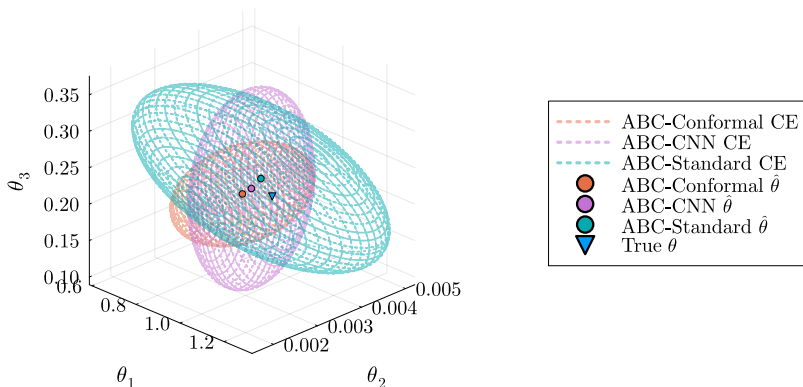 0.35
0.30
0.25
0.20
0.15
0.10
θ₃
0.6
0.8
1.0
1.2
θ₁
0.002
0.003
0.004
0.005
θ₂
ABC-Conformal CE
ABC-CNN CE
ABC-Standard CE
ABC-Conformal θ̂
ABC-CNN θ̂
ABC-Standard θ̂
True θ